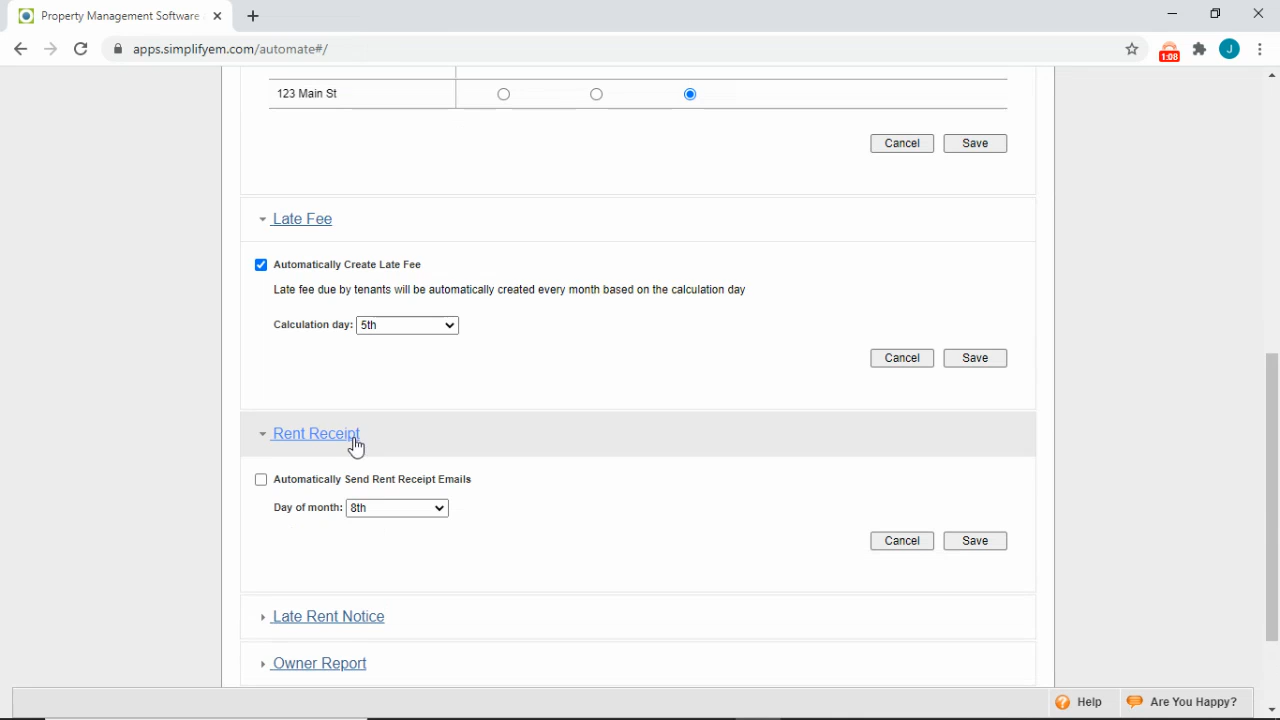 Property Management Software
apps.simplifyem.com/automate#/
1:08
J
123 Main St
Cancel Save
Late Fee
Automatically Create Late Fee
Late fee due by tenants will be automatically created every month based on the calculation day
Calculation day: 5th
Cancel Save
Rent Receipt
Automatically Send Rent Receipt Emails
Day of month: 8th
Cancel Save
Late Rent Notice
Owner Report
Help Are You Happy?